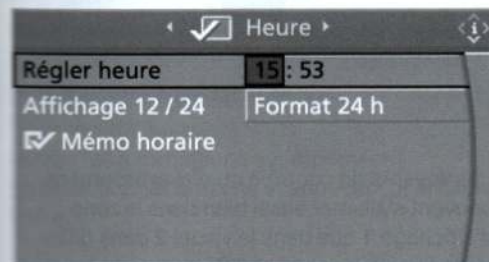 Heure
Régler heure 15 : 53
Affichage 12 / 24 Format 24 h
Mémo horaire